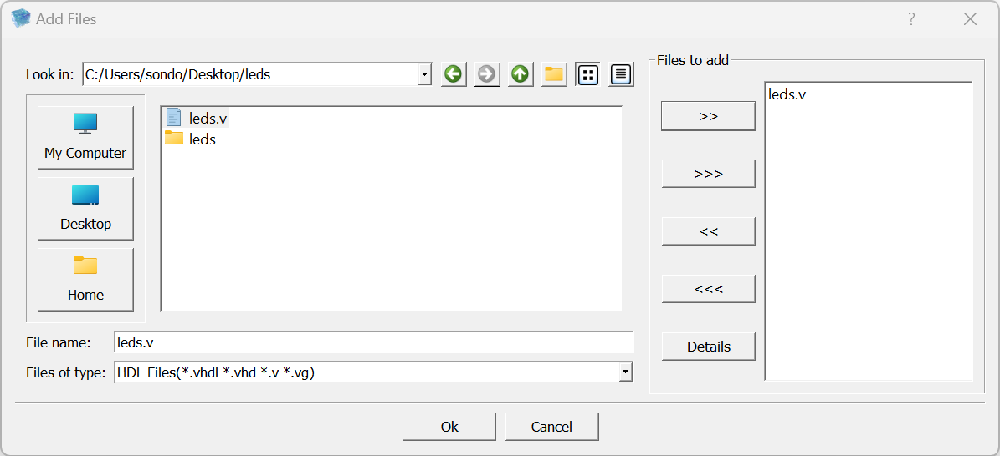 Add Files
?
Look in: C:/Users/sondo/Desktop/leds
Files to add
My Computer
Desktop
Home
leds.v
leds
>>
>>>
<<
<<<
Details
leds.v
File name: leds.v
Files of type: HDL Files(*.vhdl *.vhd *.v *.vg)
Ok
Cancel